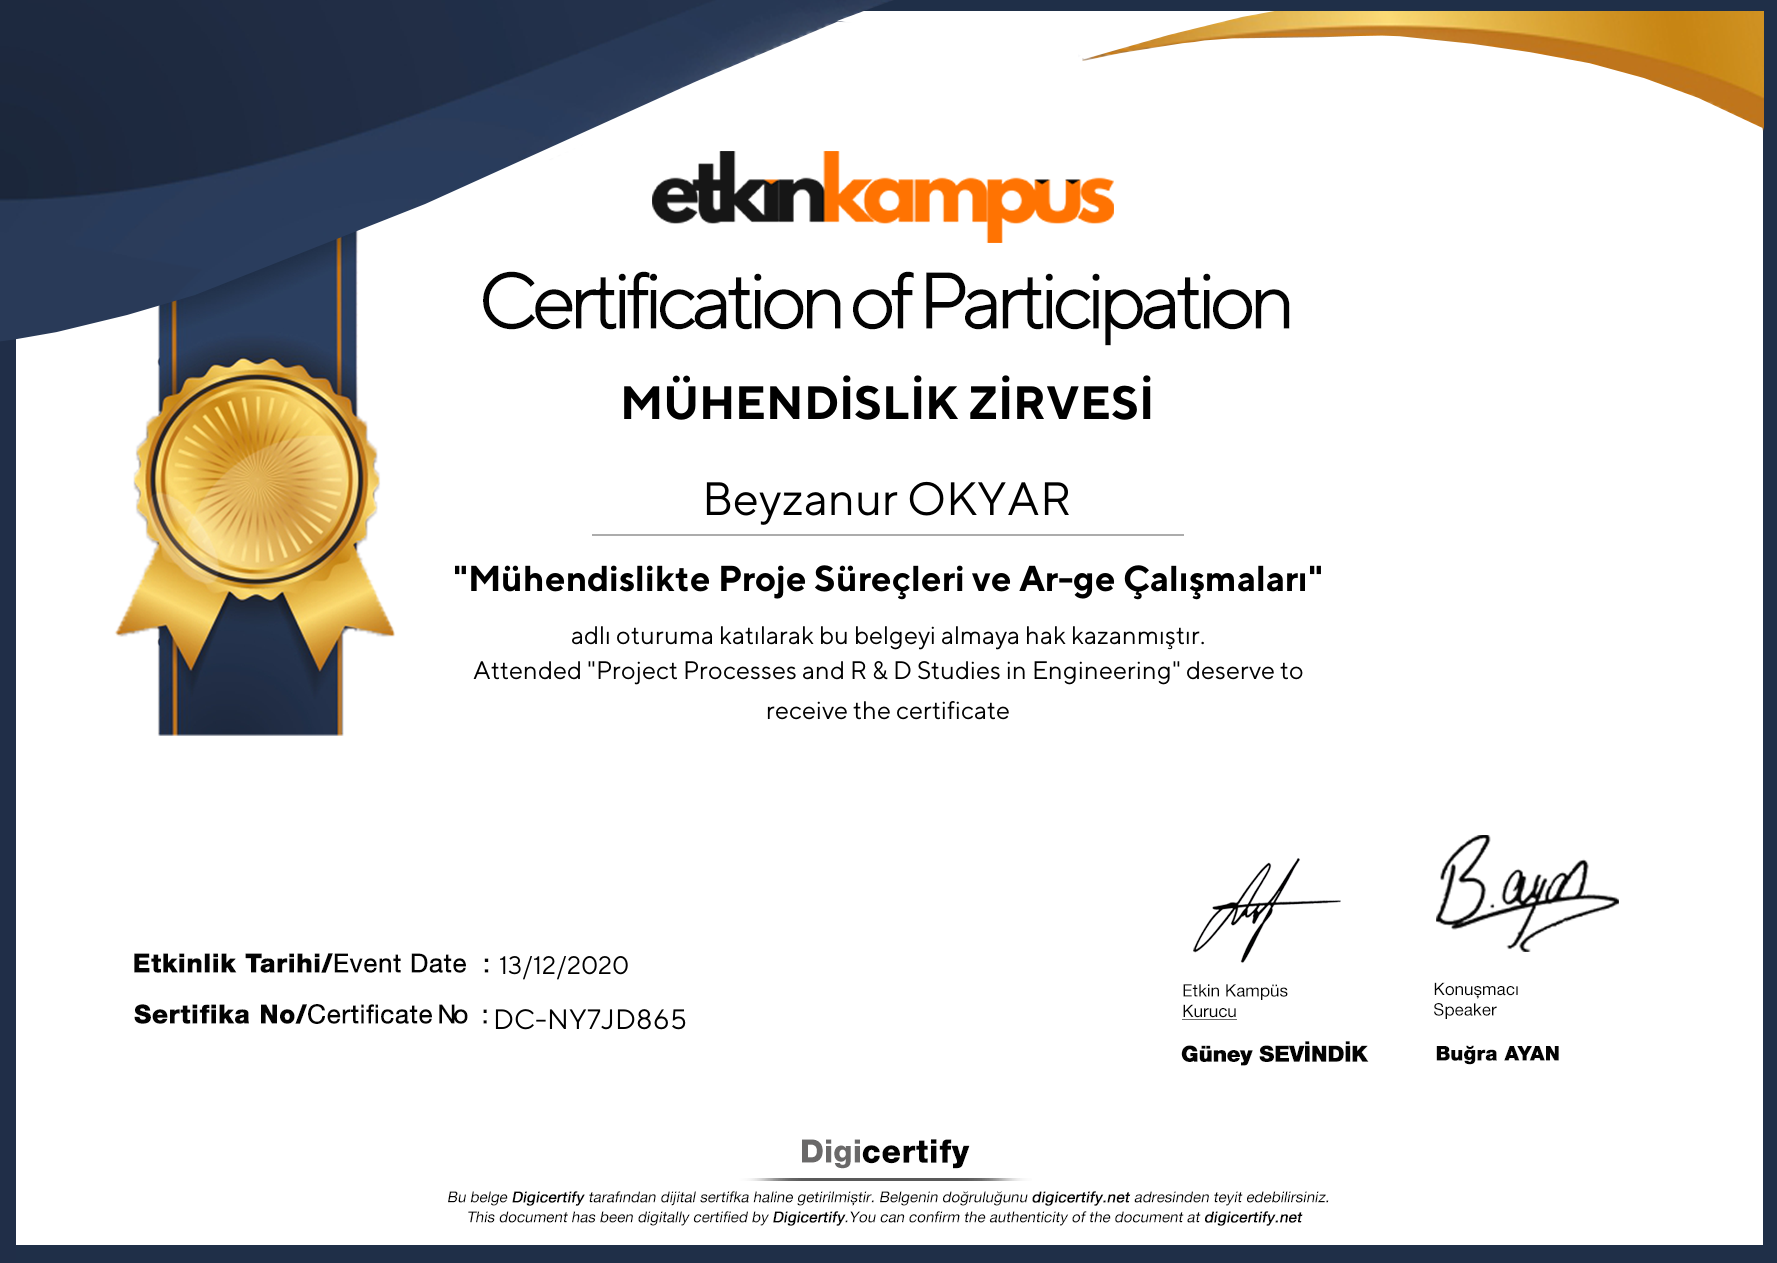 etkinkampüs
Certification of Participation
MÜHENDİSLİK ZİRVESİ
Beyzanur OKYAR
"Mühendislikte Proje Süreçleri ve Ar-ge Çalışmaları"
adlı oturuma katılarak bu belgeyi almaya hak kazanmıştır.
Attended "Project Processes and R & D Studies in Engineering" deserve to
receive the certificate
B.ayan
Etkinlik Tarihi/Event Date : 13/12/2020
Sertifika No/Certificate No : DC-NY7JD865
Etkin Kampüs
Kurucu
Güney SEVİNDİK
Konuşmacı
Speaker
Buğra AYAN
Digicertify
Bu belge Digicertify tarafından dijital sertifka haline getirilmiştir. Belgenin doğruluğunu digicertify.net adresinden teyit edebilirsiniz.
This document has been digitally certified by Digicertify.You can confirm the authenticity of the document at digicertify.net